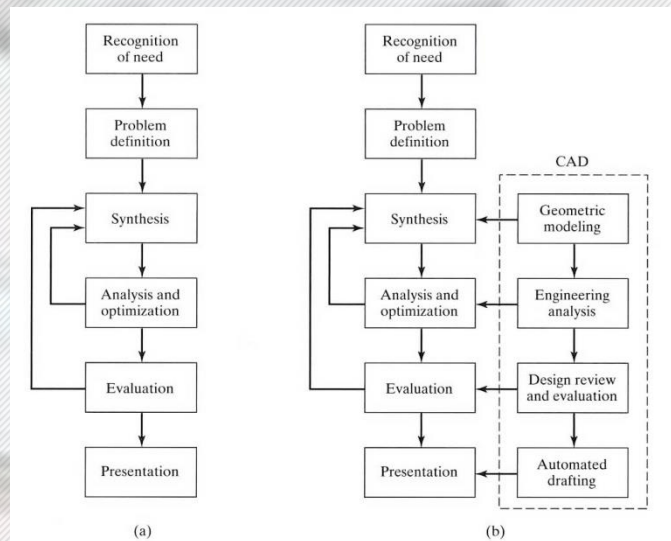 Recognition
of need
Problem
definition
Synthesis
Analysis and
optimization
Evaluation
Presentation
(a)
Recognition
of need
Problem
definition
Synthesis
Analysis and
optimization
Evaluation
Presentation
CAD
Geometric
modeling
Engineering
analysis
Design review
and evaluation
Automated
drafting
(b)